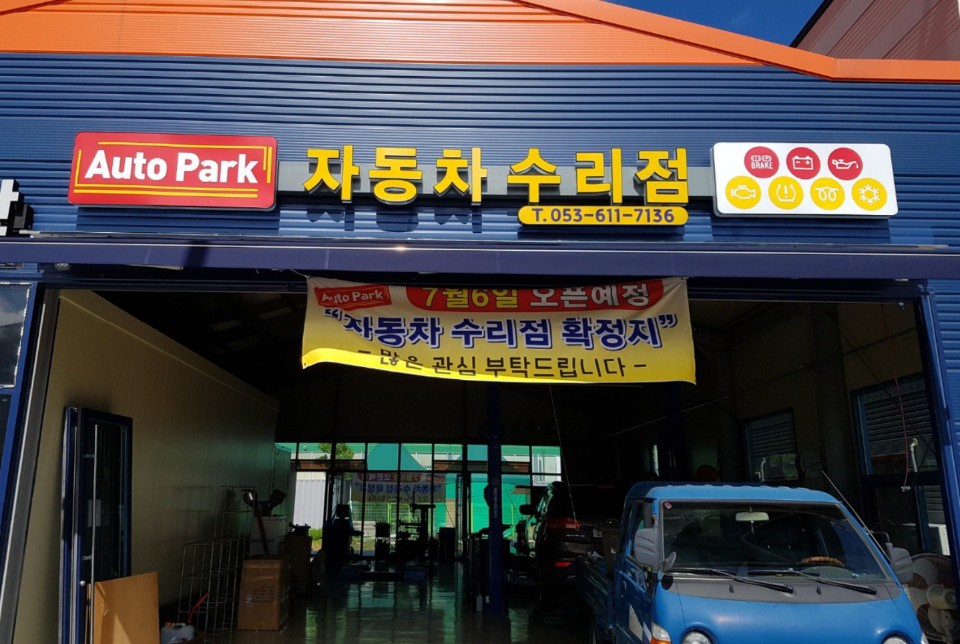 Auto Park 자동차 수리점
T. 053-611-7136
BRAKE
Auto Park 7월6일 오픈예정
“자동차 수리점 확정지”
- 많은 관심 부탁드립니다 -